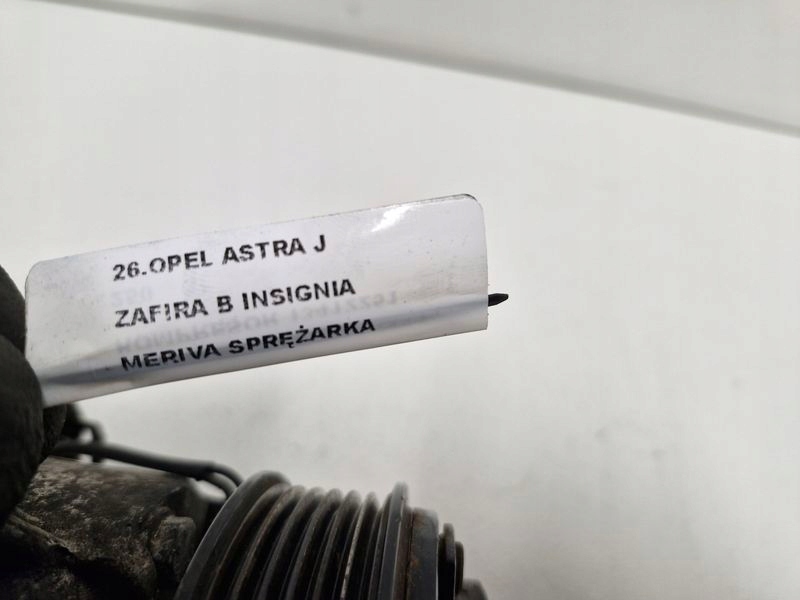 26.OPEL ASTRA J
ZAFIRA B INSIGNIA
MERIVA SPRĘŻARKA